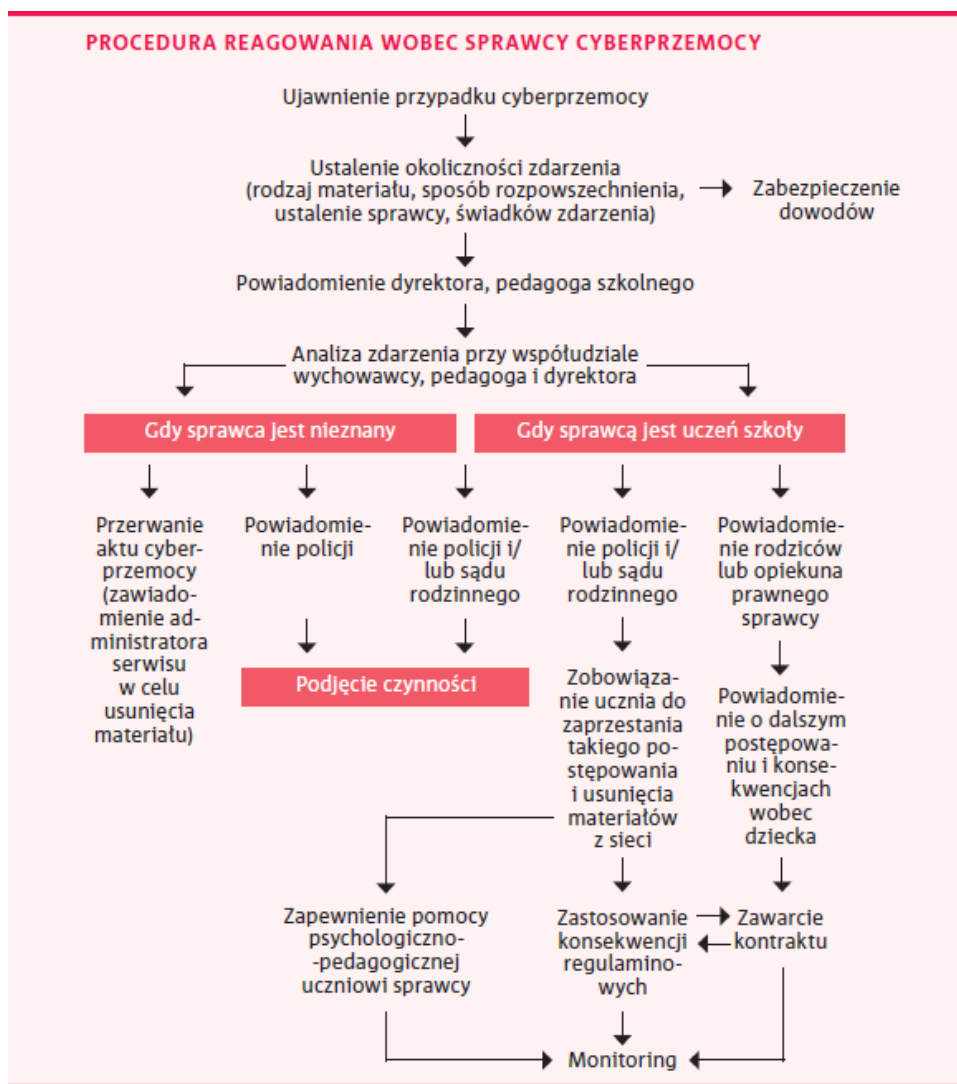 PROCEDURA REAGOWANIA WOBEC SPRAWCY CYBERPRZEMOCY
Ujawnienie przypadku cyberprzemocy
Ustalenie okoliczności zdarzenia
(rodzaj materiału, sposób rozpowszechnienia,
ustalenie sprawcy, świadków zdarzenia)
Zabezpieczenie
dowodów
Powiadomienie dyrektora, pedagoga szkolnego
Analiza zdarzenia przy współudziale
wychowawcy, pedagoga i dyrektora
Gdy sprawca jest nieznany
Gdy sprawcą jest uczeń szkoły
Przerwanie
aktu cyber-
przemocy
(zawiado-
mienie ad-
ministratora
serwisu
w celu
usunięcia
materiału)
Powiadomie-
nie policji
Powiadomie-
nie policji i/
lub sądu
rodzinnego
Podjęcie czynności
Powiadomie-
nie policji i/
lub sądu
rodzinnego
Zobowiąza-
nie ucznia do
zaprzestania
takiego po-
stępowania
i usunięcia
materiałów
z sieci
Powiadomie-
nie rodziców
lub opiekuna
prawnego
sprawcy
Powiadomie-
nie o dalszym
postępowa-
niu i konse-
kwencjach
wobec
dziecka
Zapewnienie pomocy
psychologiczno-
-pedagogicznej
uczniowi sprawcy
Zastosowanie
konsekwencji
regulamino-
wych
Zawarcie
kontraktu
Monitoring